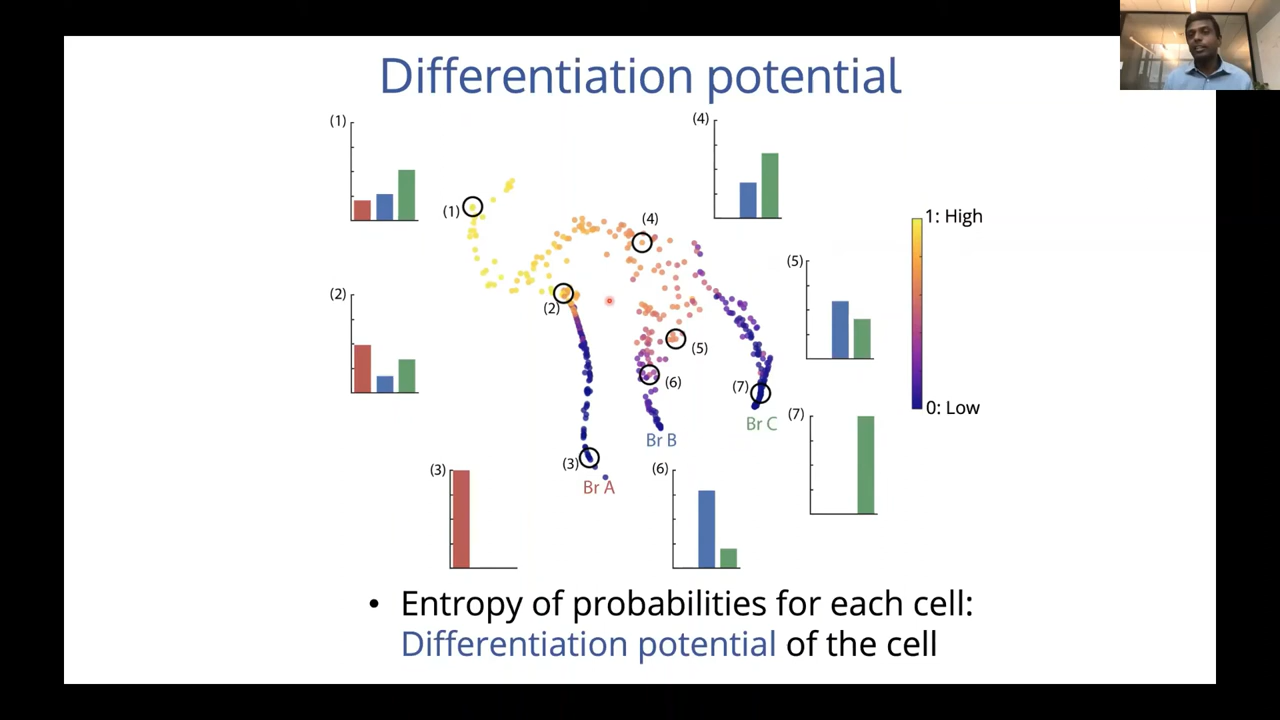 Differentiation potential
(1)
(4)
(1)
(4)
1: High
(5)
(2)
(2)
(5)
(6)
(7)
0: Low
(7)
Br C
Br B
(3)
(3)
(6)
Br A
• Entropy of probabilities for each cell:
Differentiation potential of the cell